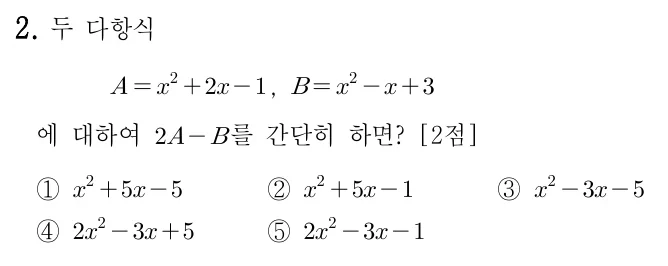 2. 두 다항식
A=x²+2x-1, B=x²-x+3
에 대하여 2A-B를 간단히 하면? [2점]
① x²+5x-5 ② x²+5x-1 ③ x²-3x-5
④ 2x²-3x+5 ⑤ 2x²-3x-1